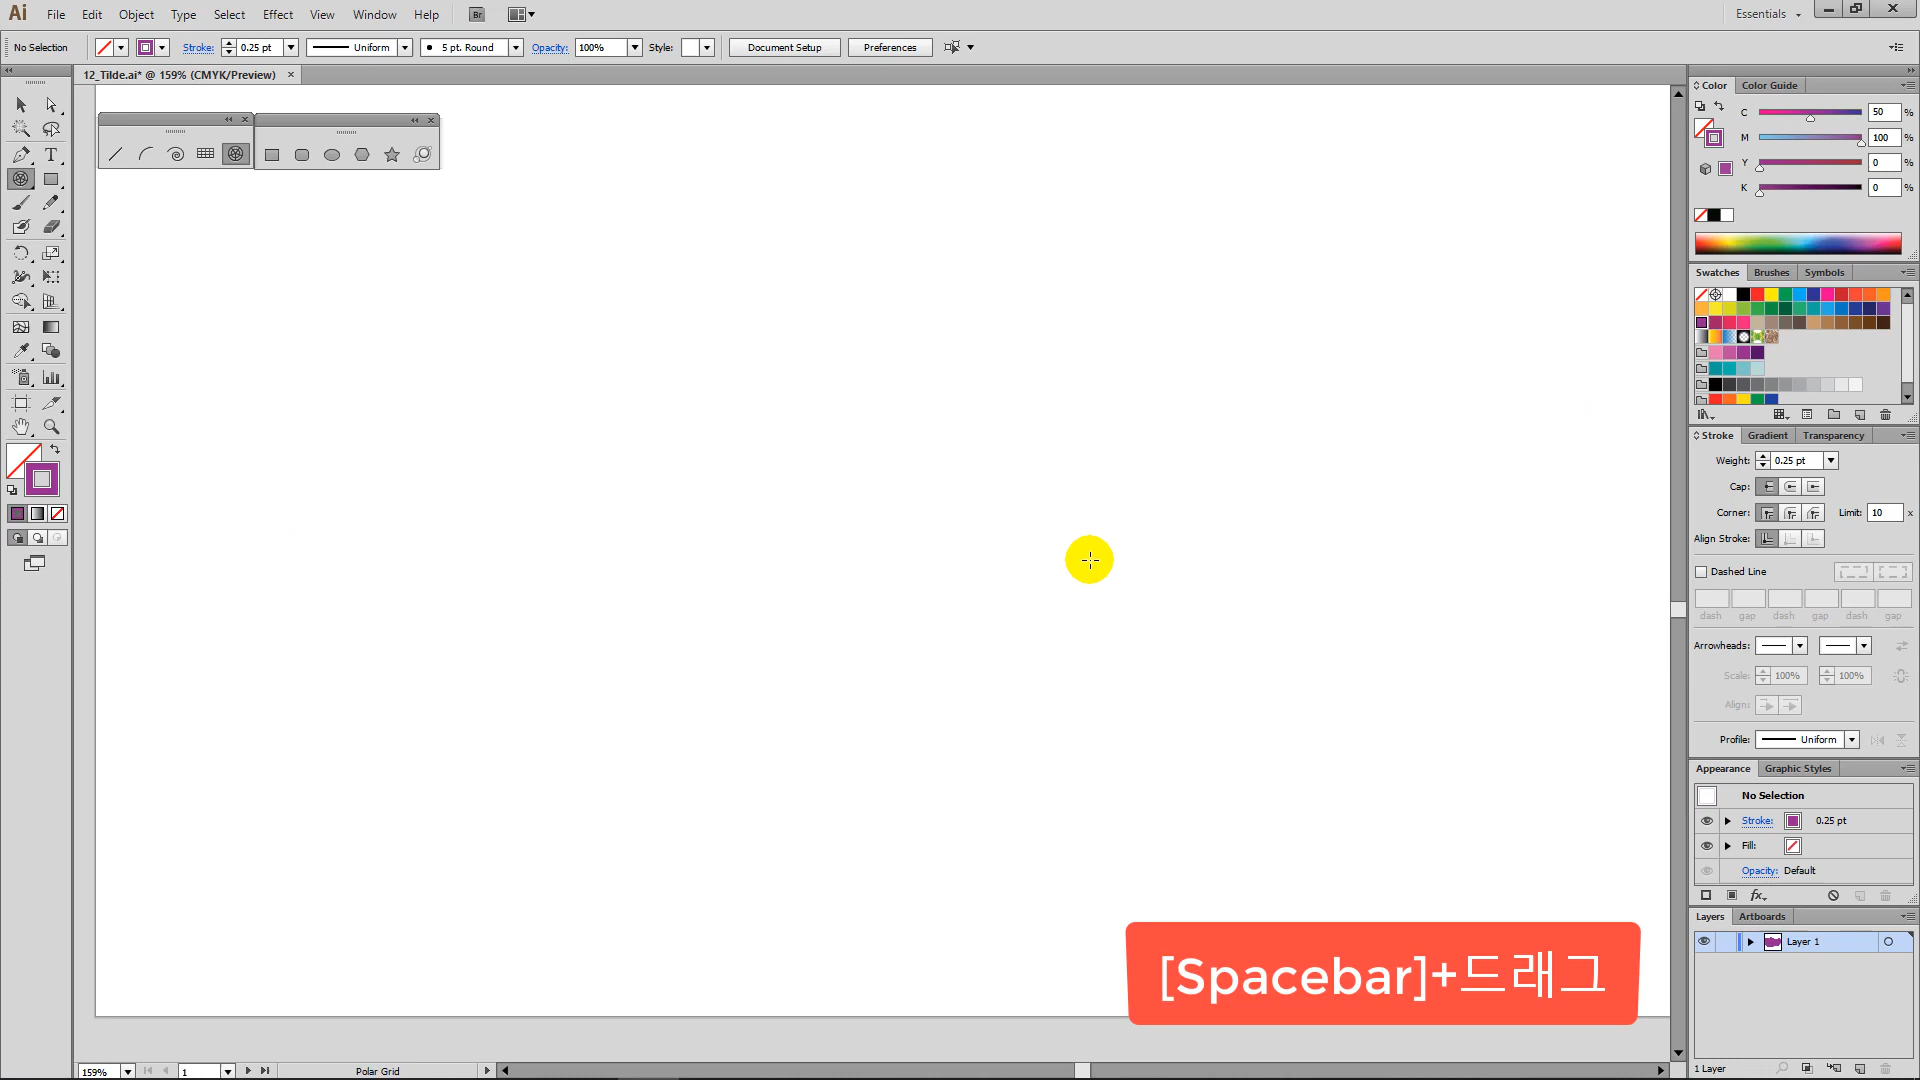 Ai File Edit Object Type Select Effect View Window Help Br Essentials
No Selection Stroke: 0.25 pt Uniform 5 pt. Round Opacity: 100% Style: Document Setup Preferences
12_Tilde.ai* @ 159% (CMYK/Preview)
Color Color Guide
C 50 %
M 100 %
Y 0 %
K 0 %
Swatches Brushes Symbols
Stroke Gradient Transparency
Weight: 0.25 pt
Cap:
Corner: Limit: 10 x
Align Stroke:
Dashed Line
dash gap dash gap dash gap
Arrowheads:
Scale: 100% 100%
Align:
Profile: Uniform
Appearance Graphic Styles
No Selection
Stroke: 0.25 pt
Fill:
Opacity: Default
fx
Layers Artboards
Layer 1
1 Layer
[Spacebar]+드래그
159% 1 Polar Grid